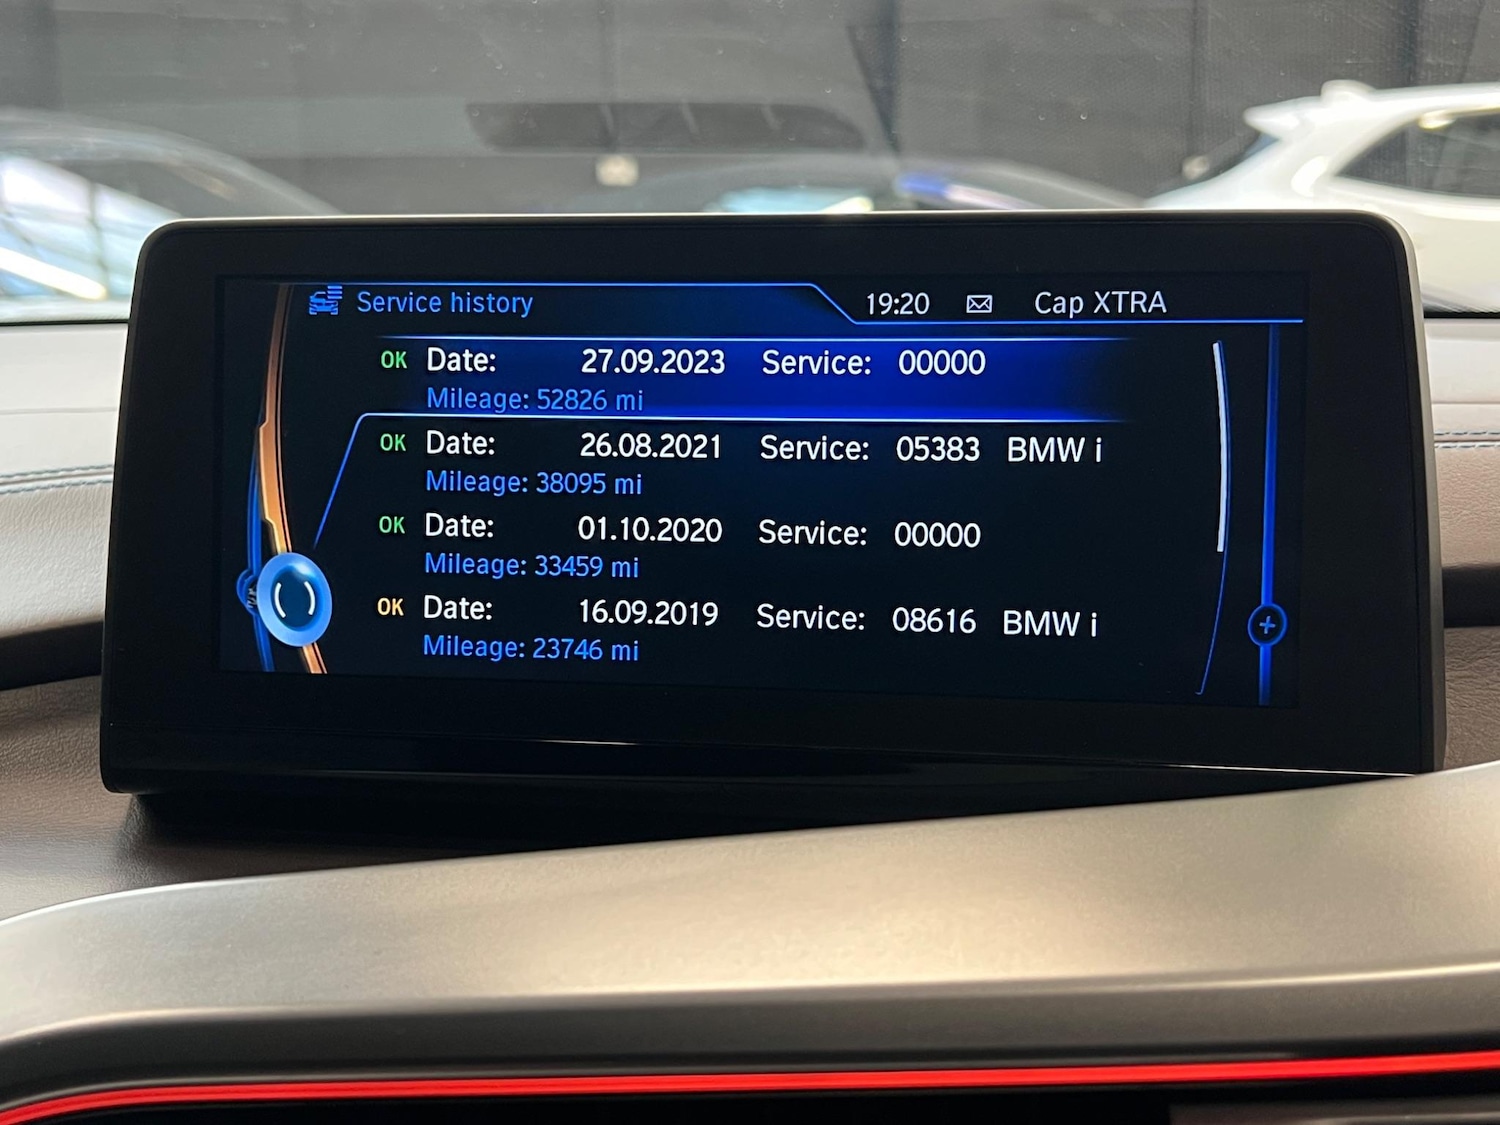 Service history 19:20 Cap XTRA
OK Date: 27.09.2023 Service: 00000
Mileage: 52826 mi
OK Date: 26.08.2021 Service: 05383 BMW i
Mileage: 38095 mi
OK Date: 01.10.2020 Service: 00000
Mileage: 33459 mi
OK Date: 16.09.2019 Service: 08616 BMW i
Mileage: 23746 mi